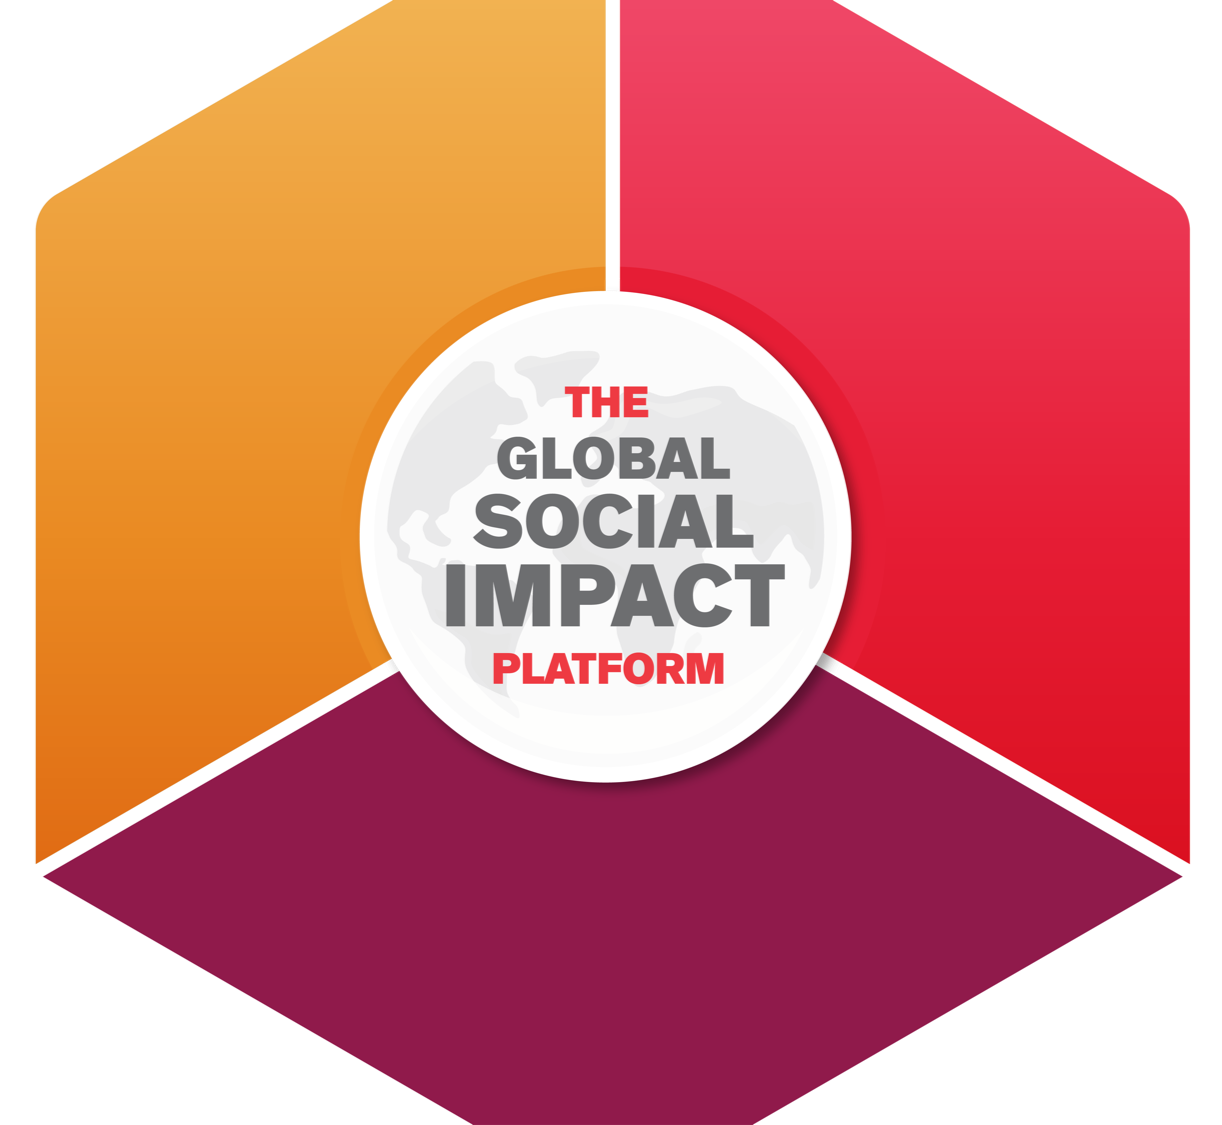 THE
GLOBAL
SOCIAL
IMPACT
PLATFORM